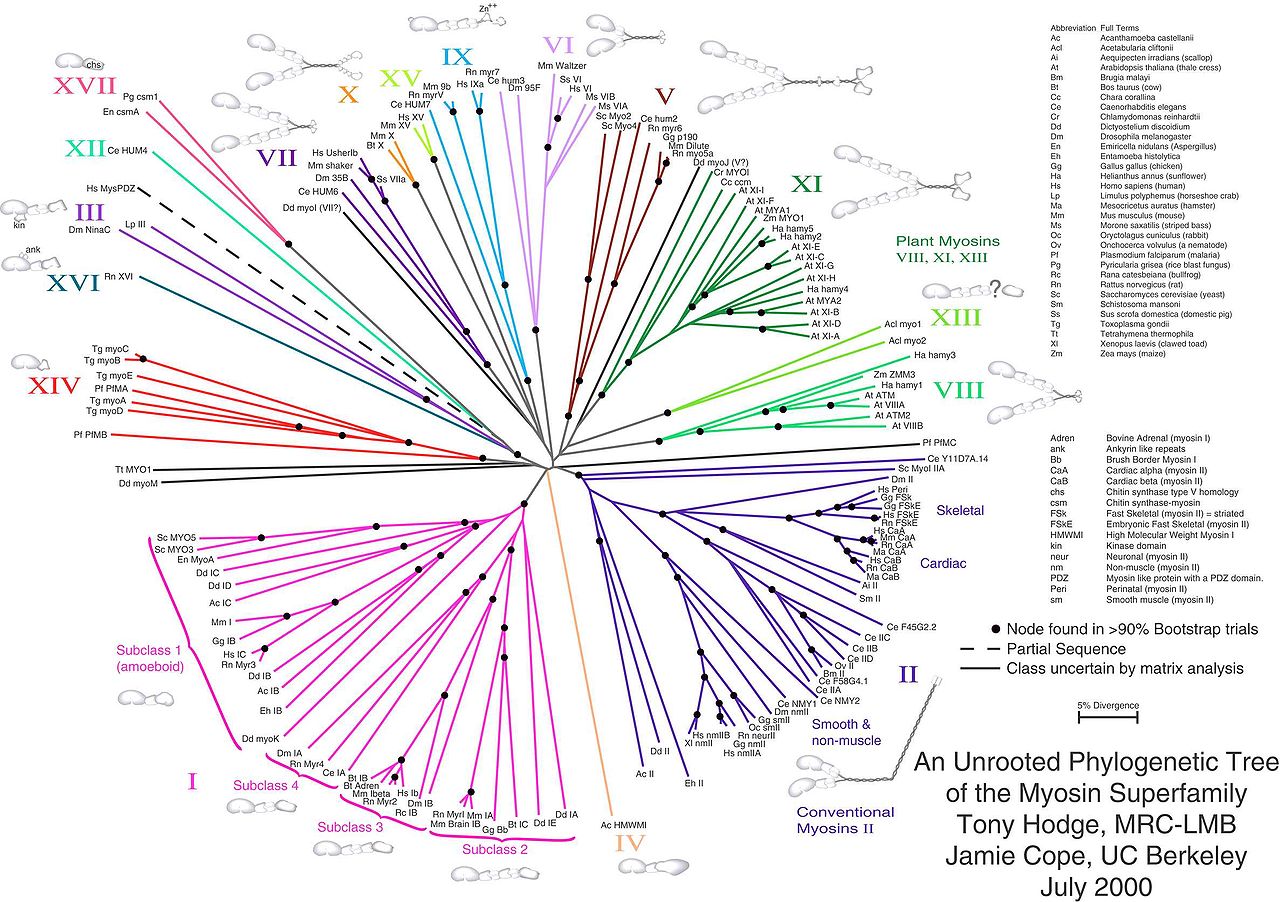 Zn++
chs
XVII
Pg csm1
En csmA
XII
Ce HUM4
Hs MysPDZ
kin
III
Dm NinaC
Lp III
ank
XVI
Rn XVI
XIV
Tg myoC
Tg myoB
Tg myoE
Pf PfMA
Tg myoA
Tg myoD
Pf PfMB
Tt MYO1
Dd myoM
VII
Hs UsherIb
Mm shaker
Ss VIIa
Dm 35B
Ce HUM6
Dd myoI (VII?)
X
Mm X
Bt X
XV
Hs XV
Mm XV
IX
Ce HUM7
Rn myrV
Mm 9b
Hs IXa
Rn myr7
Ce hum3
Dm 95F
VI
Mm Waltzer
Ss VI
Hs VI
Ms VIB
Ms VIA
V
Sc Myo2
Sc Myo4
Ce hum2
Rn myr6
Gg p190
Mm Dilute
Rn myo5a
Dd myoJ (V?)
XI
Cr MYOI
Cc ccm
At XI-I
At XI-F
At MYA1
Zm MYO1
Ha hamy5
Ha hamy2
At XI-E
At XI-C
At XI-G
At XI-H
Ha hamy4
At MYA2
At XI-B
At XI-D
At XI-A
Plant Myosins
VIII, XI, XIII
?
XIII
Acl myo1
Acl myo2
VIII
Ha hamy3
Zm ZMM3
Ha hamy1
At ATM
At VIIIA
At ATM2
At VIIIB
Pf PfMC
Ce Y11D7A.14
Sc MyoI IIA
Dm II
Hs Peri
Gg FSk
Gg FSkE
Hs FSkE
Rn FSkE
Skeletal
Hs CaA
Mm CaA
Rn CaA
Ma CaA
Hs CaB
Rn CaB
Ma CaB
Cardiac
Ai II
Sm II
Ce F45G2.2
Ce IIC
Ce IIB
Ce IID
Ov II
Bm II
Ce F58G4.1
Ce IIA
Ce NMY2
Ce NMY1
II
Smooth &
non-muscle
Dm nmII
Gg smII
Oc smII
Rn neurII
Gg nmII
Hs nmIIA
Hs nmIIB
Xl nmII
Eh II
Dd II
Ac II
Conventional
Myosins II
Ac HMWMI
IV
I
Sc MYO5
Sc MYO3
En MyoA
Dd IC
Dd ID
Ac IC
Mm I
Gg IB
Hs IC
Rn Myr3
Dd IB
Ac IB
Eh IB
Dd myoK
Subclass 1
(amoeboid)
Dm IA
Rn Myr4
Ce IA
Subclass 4
Bt IB
Bt Adren
Mm Ibeta
Rn Myr2
Hs Ib
Rc IB
Dm IB
Subclass 3
Rn MyrI
Mm Brain IB
Mm IA
Gg Bb
Bt IC
Dd IE
Dd IA
Subclass 2
Abbreviation Full Terms
Ac Acanthamoeba castellanii
Acl Acetabularia cliftonii
Ai Aequipecten irradians (scallop)
At Arabidopsis thaliana (thale cress)
Bm Brugia malayi
Bt Bos taurus (cow)
Cc Chara corallina
Ce Caenorhabditis elegans
Cr Chlamydomonas reinhardtii
Dd Dictyostelium discoidium
Dm Drosophila melanogaster
En Emiricella nidulans (Aspergillus)
Eh Entamoeba histolytica
Gg Gallus gallus (chicken)
Ha Helianthus annus (sunflower)
Hs Homo sapiens (human)
Lp Limulus polyphemus (horseshoe crab)
Ma Mesocricetus auratus (hamster)
Mm Mus musculus (mouse)
Ms Morone saxatilis (striped bass)
Oc Oryctolagus cuniculus (rabbit)
Ov Onchocerca volvulus (a nematode)
Pf Plasmodium falciparum (malaria)
Pg Pyricularia grisea (rice blast fungus)
Rc Rana catesbeiana (bullfrog)
Rn Rattus norvegicus (rat)
Sc Saccharomyces cerevisiae (yeast)
Sm Schistosoma mansoni
Ss Sus scrofa domestica (domestic pig)
Tg Toxoplasma gondii
Tt Tetrahymena thermophila
Xl Xenopus laevis (clawed toad)
Zm Zea mays (maize)
Adren Bovine Adrenal (myosin I)
ank Ankyrin like repeats
Bb Brush Border Myosin I
CaA Cardiac alpha (myosin II)
CaB Cardiac beta (myosin II)
chs Chitin synthase type V homology
csm Chitin synthase-myosin
FSk Fast Skeletal (myosin II) = striated
FSkE Embryonic Fast Skeletal (myosin II)
HMWMI High Molecular Weight Myosin I
kin Kinase domain
neur Neuronal (myosin II)
nm Non-muscle (myosin II)
PDZ Myosin like protein with a PDZ domain.
Peri Perinatal (myosin II)
sm Smooth muscle (myosin II)
Node found in >90% Bootstrap trials
Partial Sequence
Class uncertain by matrix analysis
5% Divergence
An Unrooted Phylogenetic Tree
of the Myosin Superfamily
Tony Hodge, MRC-LMB
Jamie Cope, UC Berkeley
July 2000